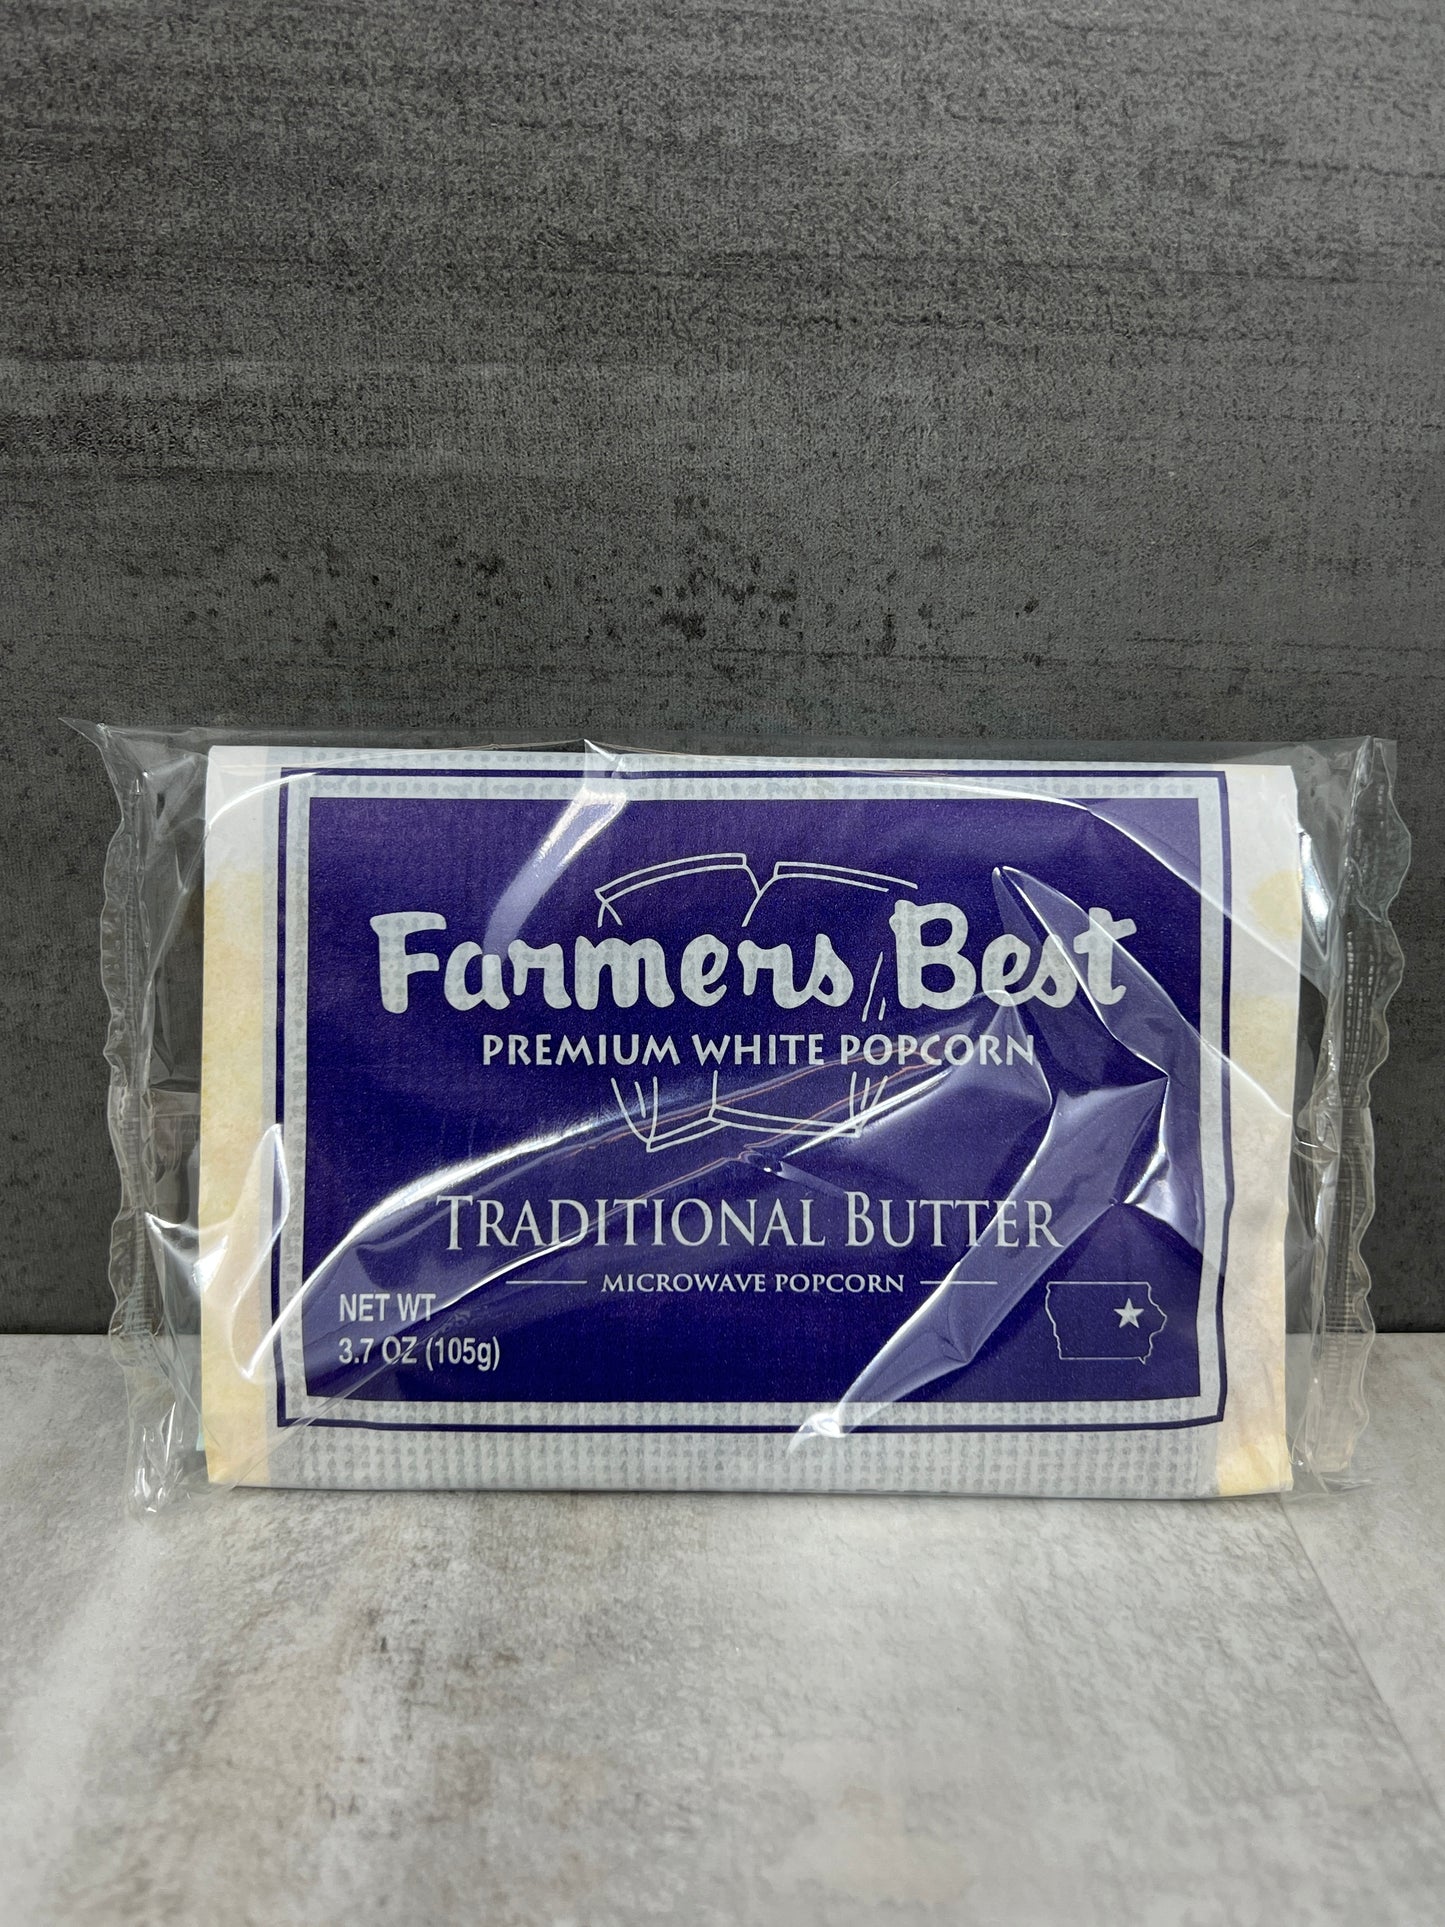 Farmers Best
PREMIUM WHITE POPCORN
TRADITIONAL BUTTER
MICROWAVE POPCORN
NET WT
3.7 OZ (105g)